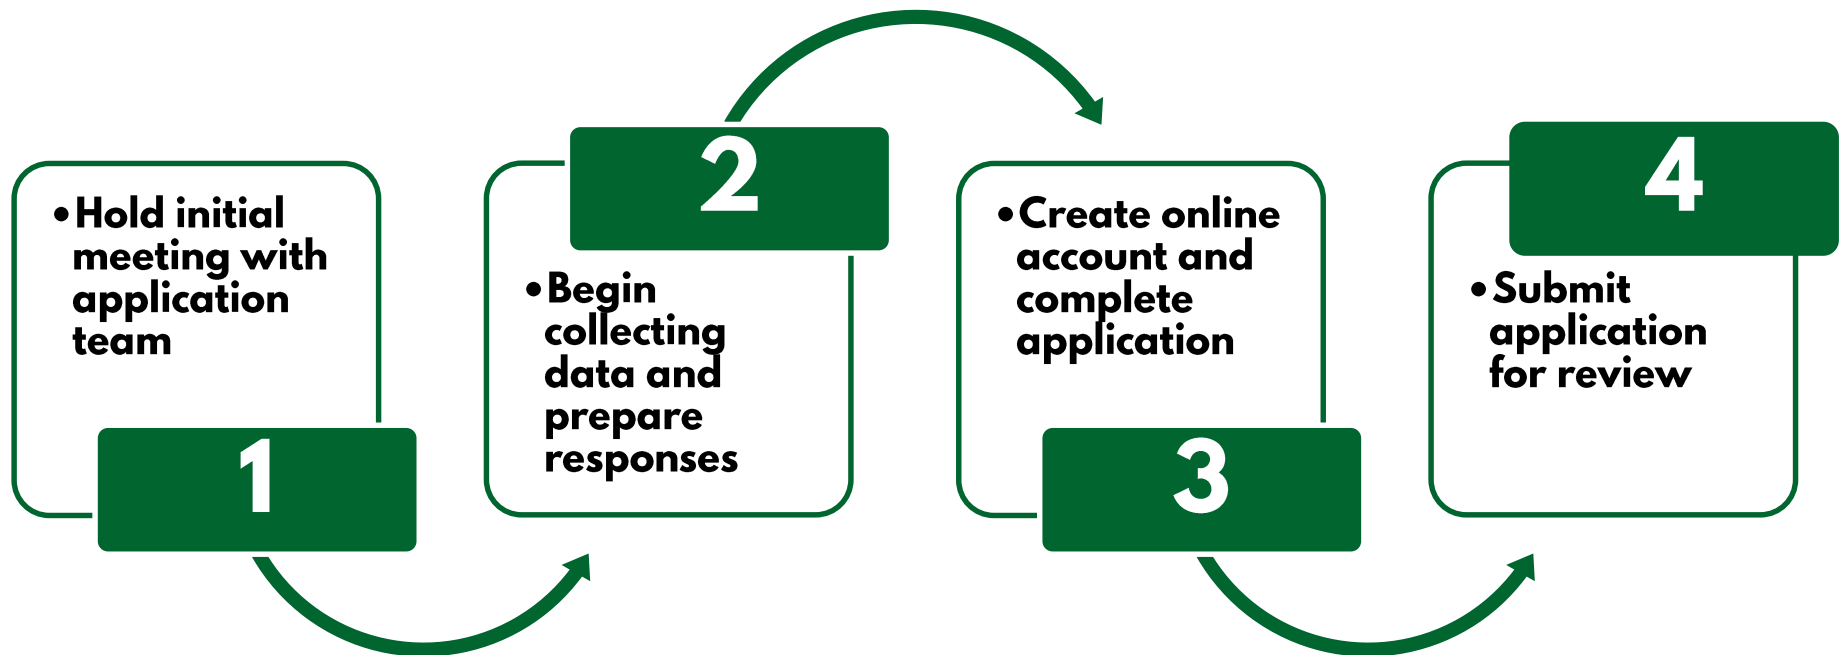 •Hold initial
meeting with
application
team
1
2
•Begin
collecting
data and
prepare
responses
•Create online
account and
complete
application
3
4
•Submit
application
for review